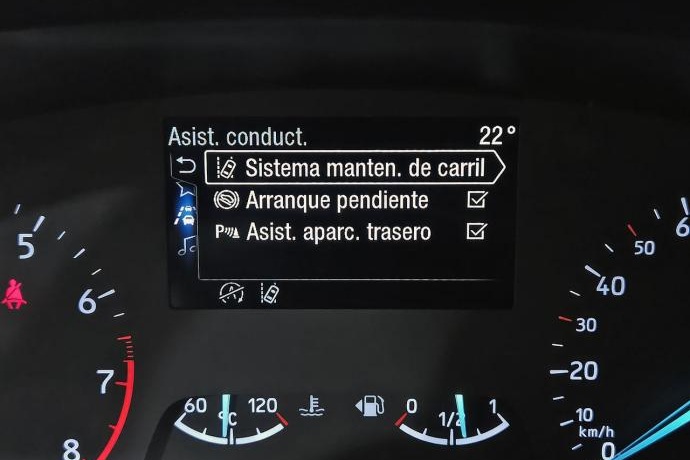 Asist. conduct. 22°
Sistema manten. de carril
Arranque pendiente
P Asist. aparc. trasero
A
5
6
7
8
60 °C 120
0 1/2 1
6
50
40
30
20
10
km/h
0